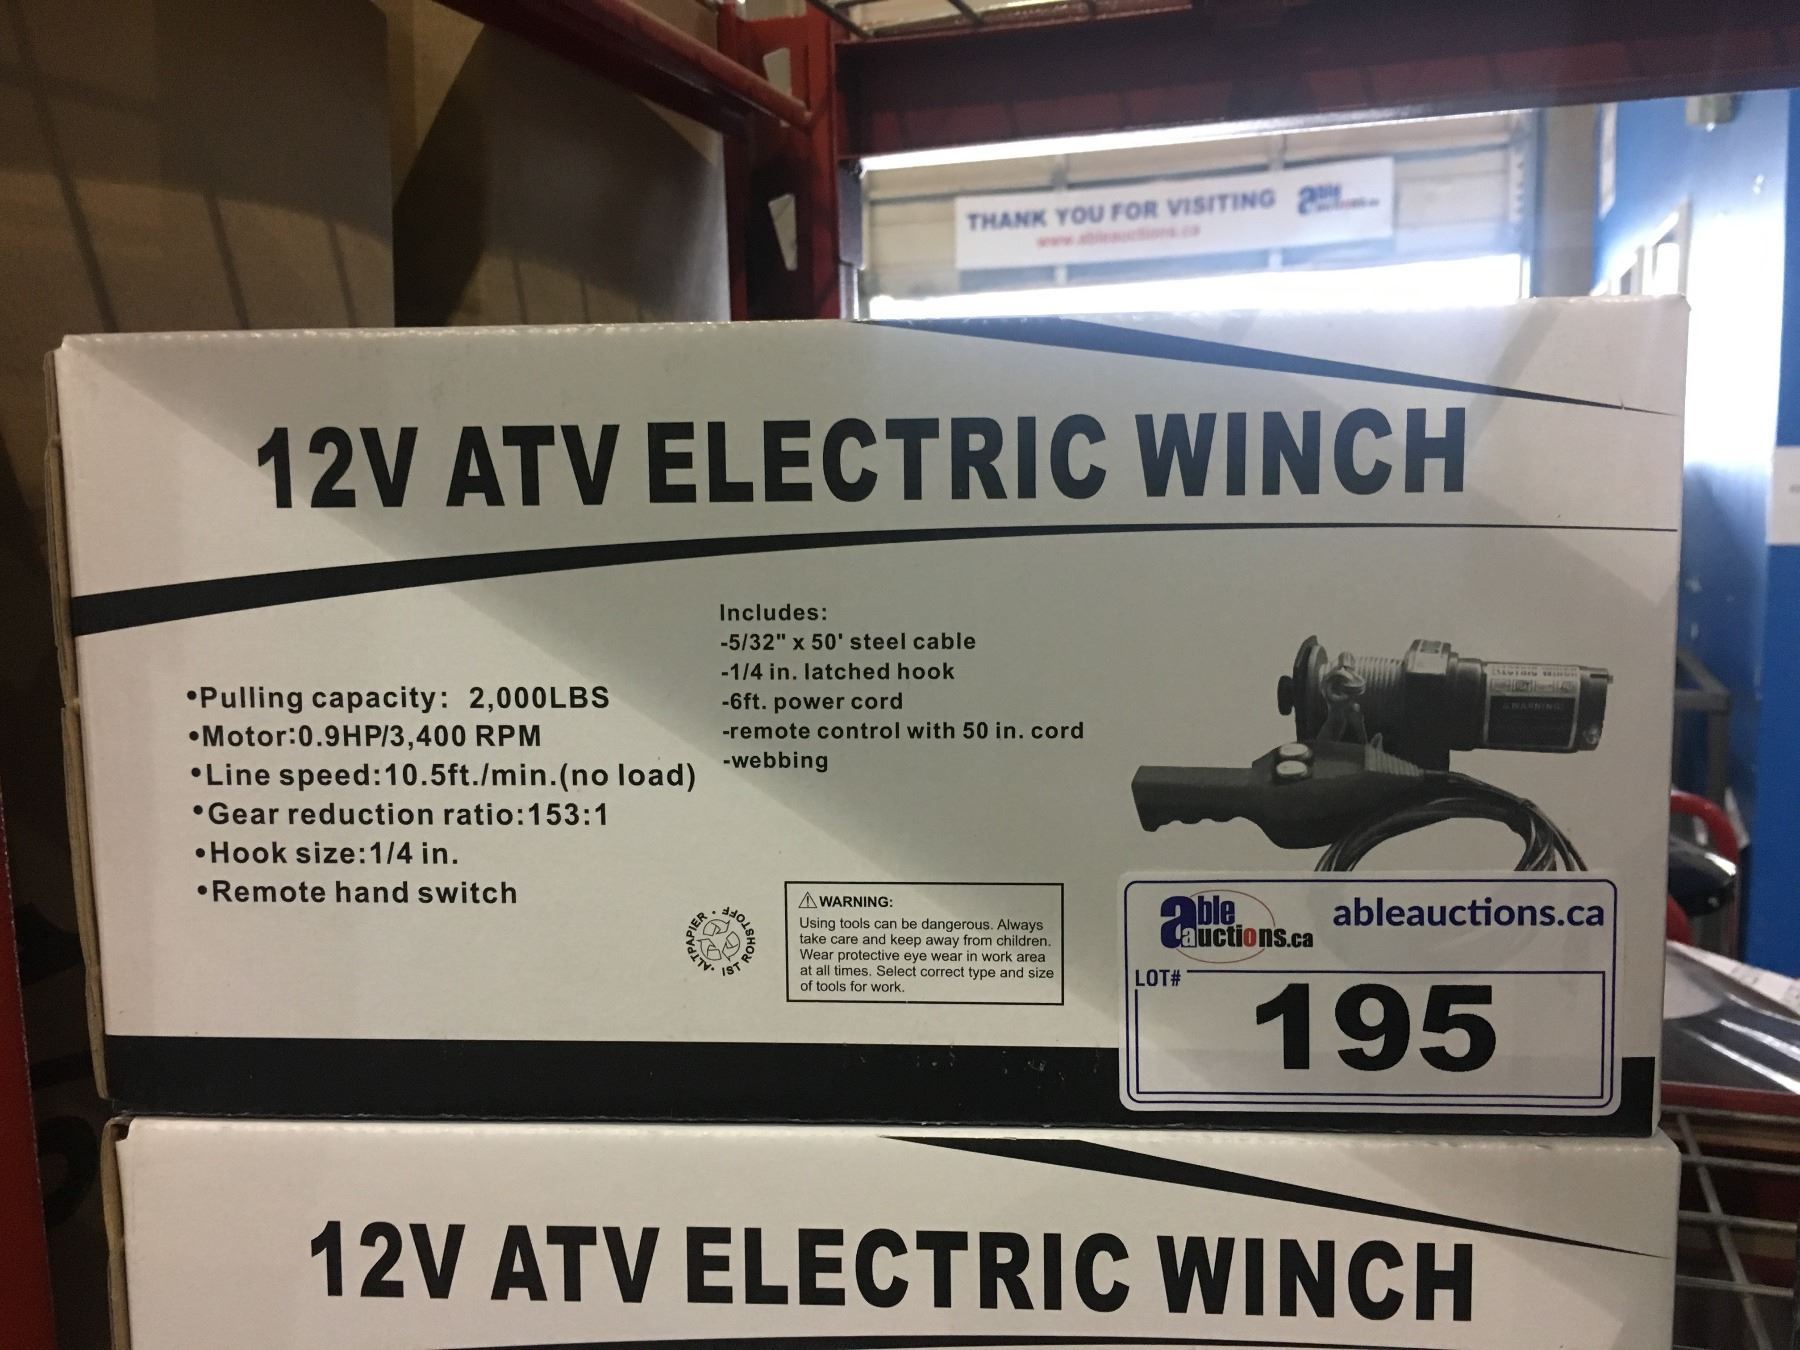 THANK YOU FOR VISITING able auctions.ca
www.ableauctions.ca
12V ATV ELECTRIC WINCH
Includes:
-5/32" x 50' steel cable
-1/4 in. latched hook
-6ft. power cord
-remote control with 50 in. cord
-webbing
•Pulling capacity: 2,000LBS
•Motor:0.9HP/3,400 RPM
•Line speed:10.5ft./min.(no load)
•Gear reduction ratio:153:1
•Hook size:1/4 in.
•Remote hand switch
ELECTRIC WINCH
WARNING!
ALTPAPIER • IST ROHSTOFF •
WARNING:
Using tools can be dangerous. Always
take care and keep away from children.
Wear protective eye wear in work area
at all times. Select correct type and size
of tools for work.
able auctions.ca
ableauctions.ca
LOT#
195
12V ATV ELECTRIC WINCH